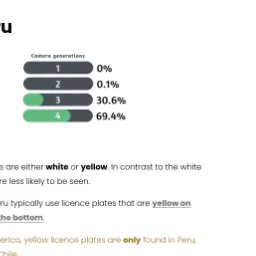 ru
Camera generations
1 0%
2 0.1%
3 30.6%
4 69.4%
s are either white or yellow. In contrast to the white
re less likely to be seen.
ru typically use licence plates that are yellow on
the bottom.
erica, yellow licence plates are only found in Peru,
Chile